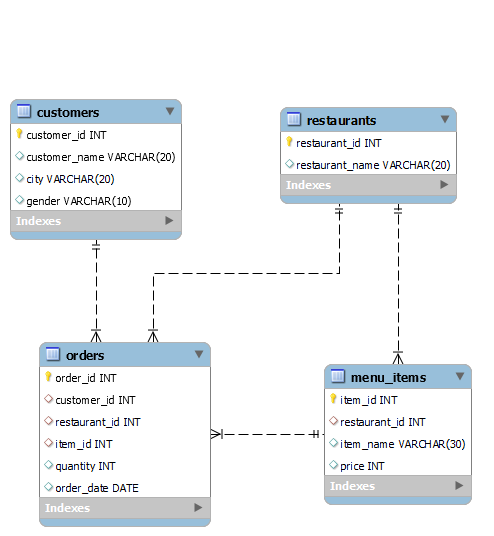 customers
customer_id INT
customer_name VARCHAR(20)
city VARCHAR(20)
gender VARCHAR(10)
Indexes
restaurants
restaurant_id INT
restaurant_name VARCHAR(20)
Indexes
orders
order_id INT
customer_id INT
restaurant_id INT
item_id INT
quantity INT
order_date DATE
Indexes
menu_items
item_id INT
restaurant_id INT
item_name VARCHAR(30)
price INT
Indexes